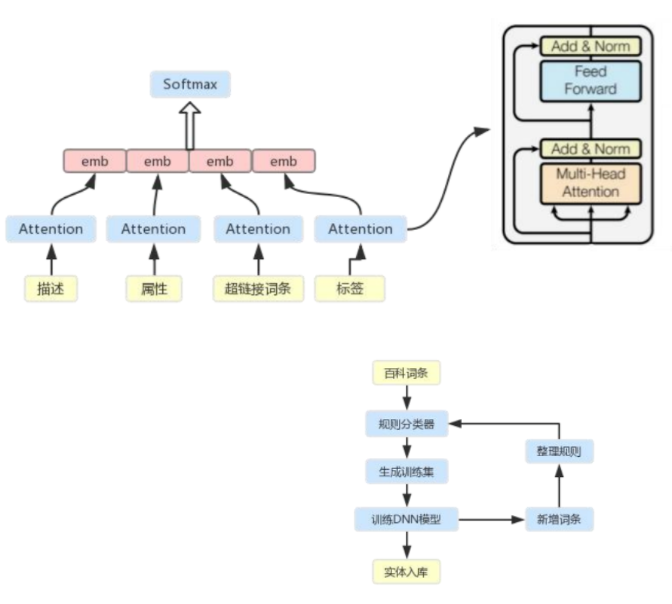 Softmax
emb emb emb emb
Attention Attention Attention Attention
描述 属性 超链接词条 标签
Add & Norm
Feed
Forward
Add & Norm
Multi-Head
Attention
百科词条
规则分类器
整理规则
生成训练集
训练DNN模型
新增词条
实体入库